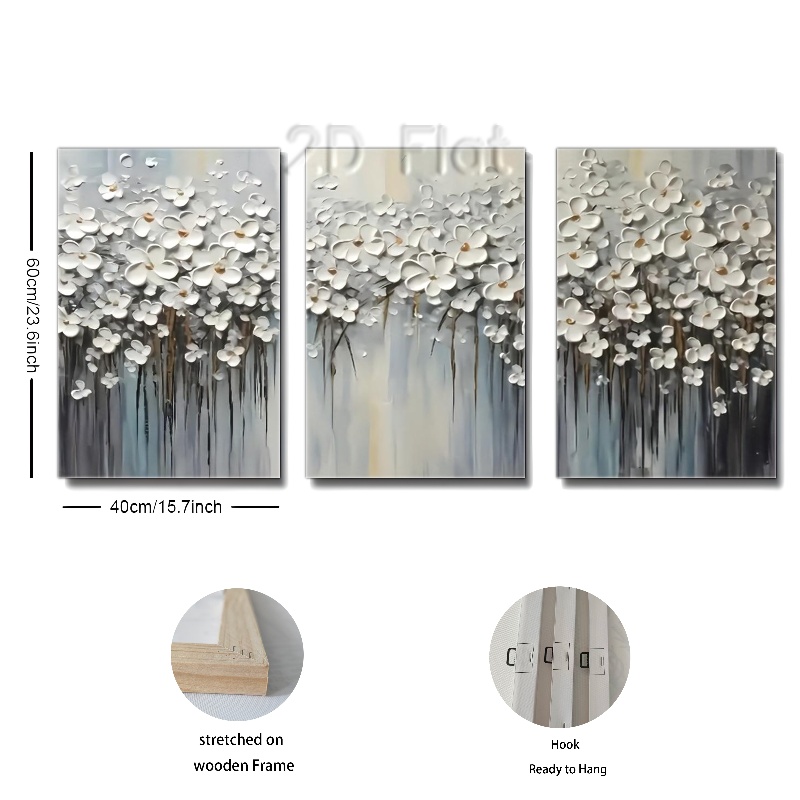 2D Flat
60cm/23.6inch
40cm/15.7inch
stretched on
wooden Frame
Hook
Ready to Hang